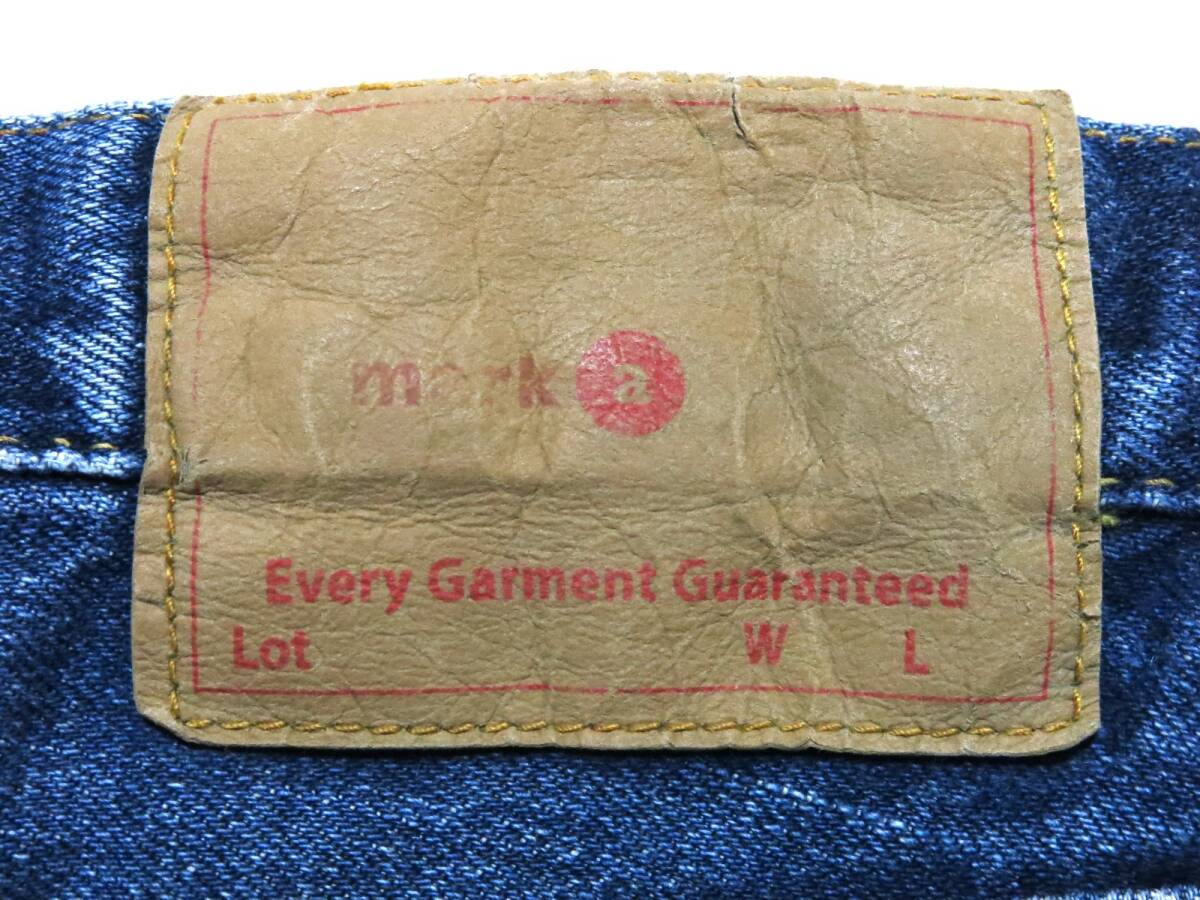 mark a
Every Garment Guaranteed
Lot W L